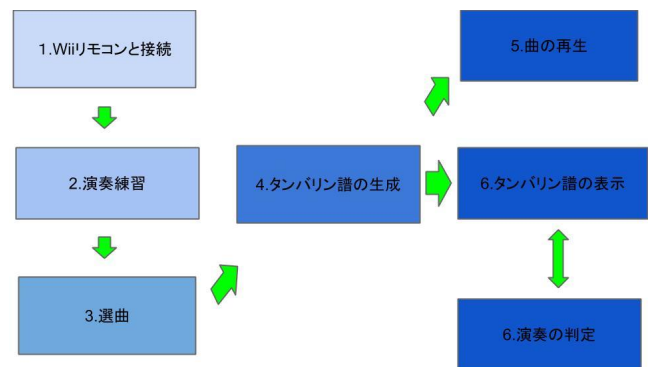 1.Wiiリモコンと接続
2.演奏練習
3.選曲
4.タンバリン譜の生成
5.曲の再生
6.タンバリン譜の表示
6.演奏の判定